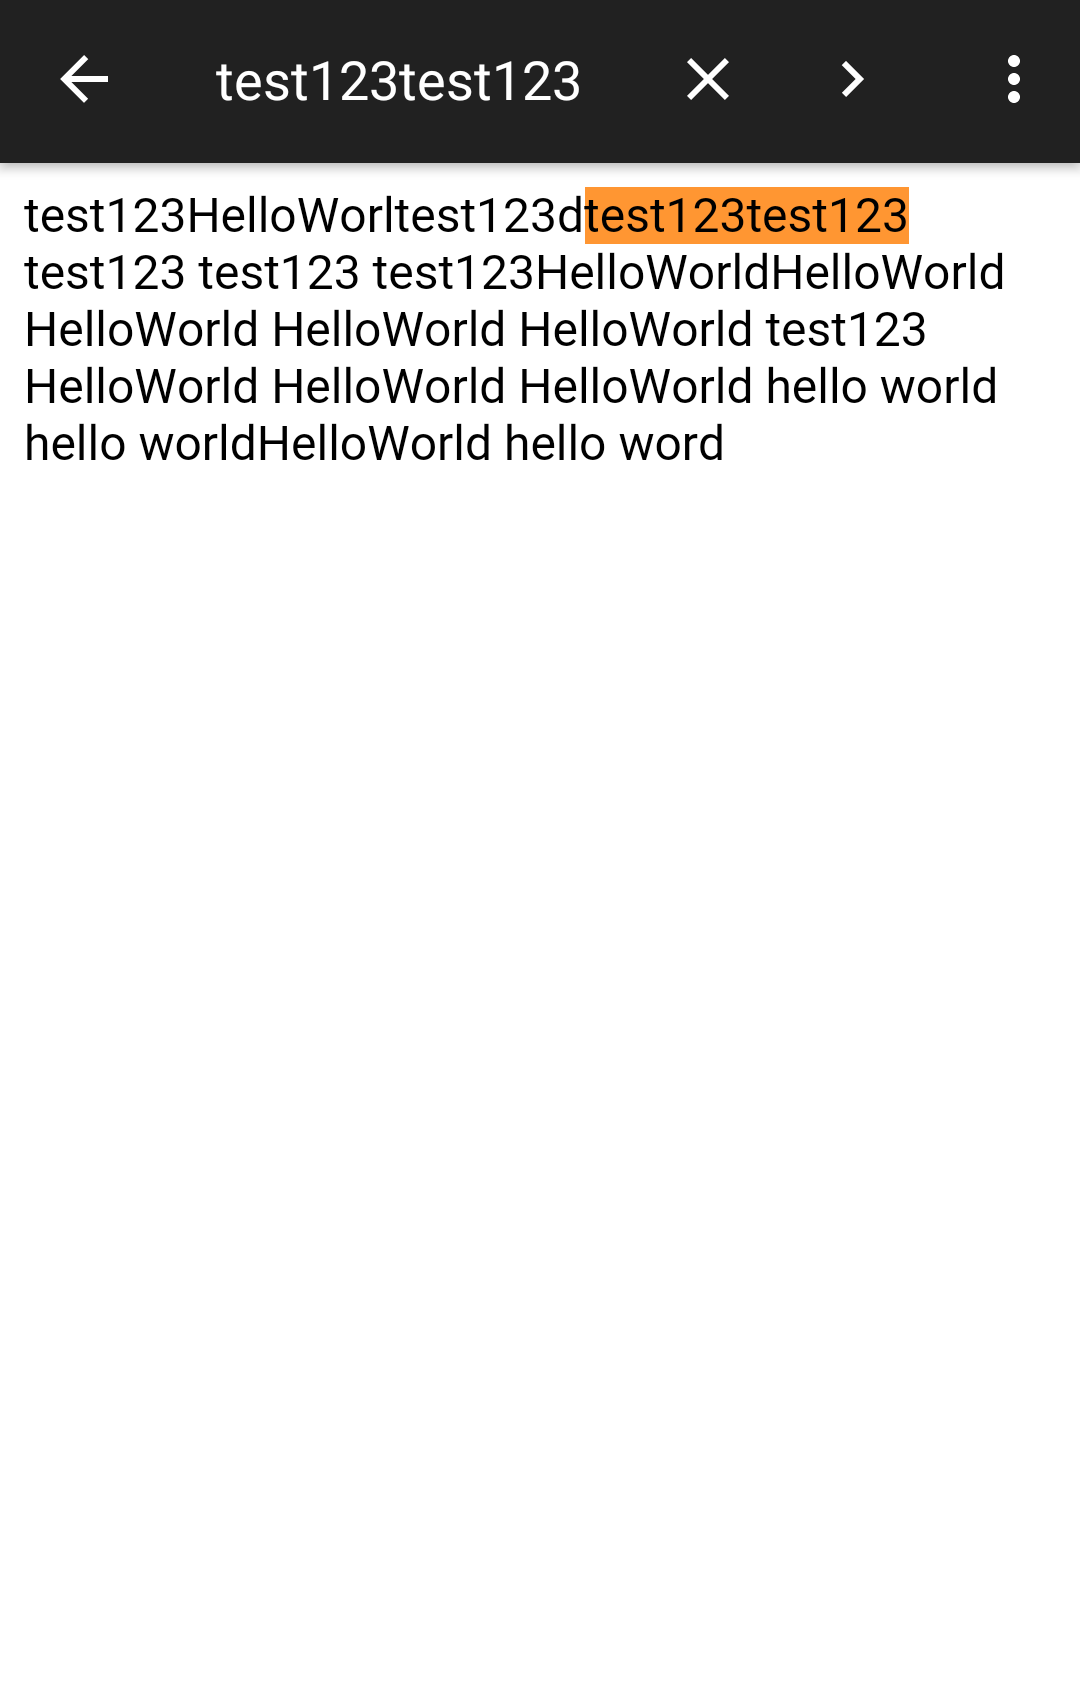 test123test123
test123HelloWorltest123dtest123test123
test123 test123 test123HelloWorldHelloWorld
HelloWorld HelloWorld HelloWorld test123
HelloWorld HelloWorld HelloWorld hello world
hello worldHelloWorld hello word